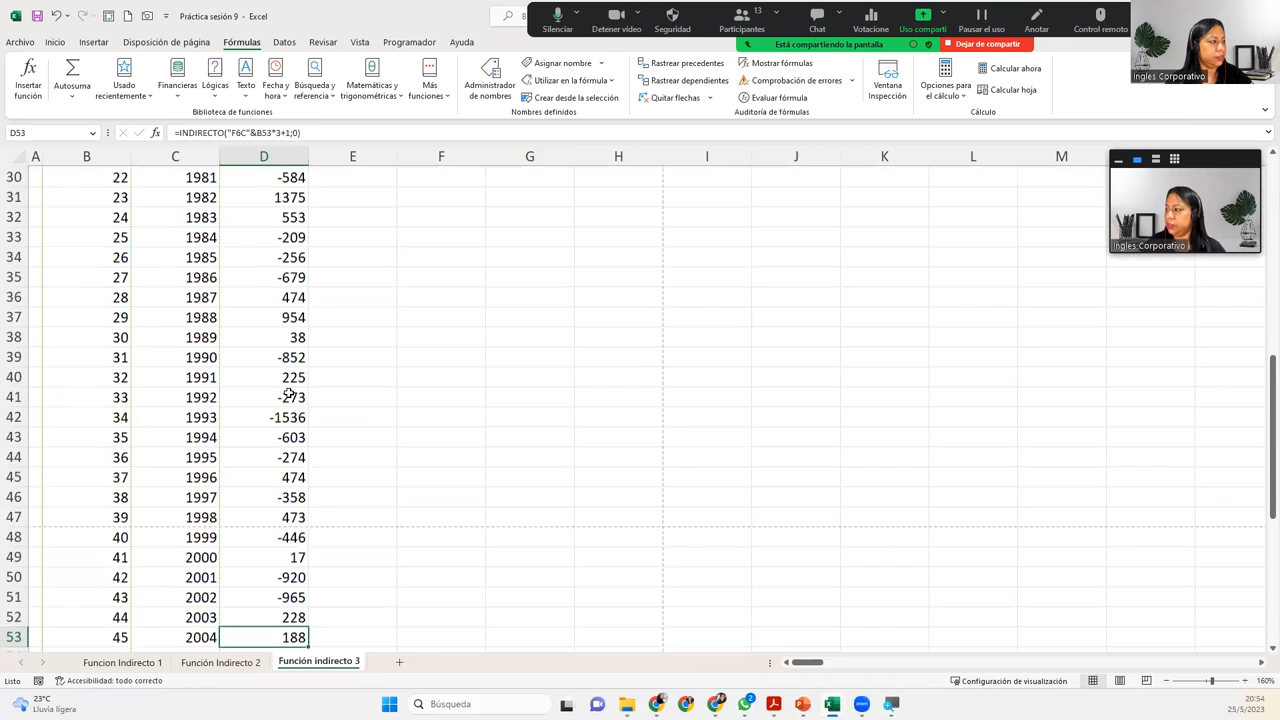 Práctica sesión 9 - Excel
Silenciar
Detener vídeo
Seguridad
13
Participantes
Chat
Votacione
Uso compartí
Pausar el uso
Anotar
Control remoto
Está compartiendo la pantalla
Dejar de compartir
Ingles Corporativo
Archivo
Insertar
Datos
Revisar
Vista
Programador
Ayuda
Insertar función
Autosuma
Usado recientemente
Financieras
Lógicas
Texto
Fecha y hora
Búsqueda y referencia
Matemáticas y trigonométricas
Más funciones
Biblioteca de funciones
Administrador de nombres
Asignar nombre
Utilizar en la fórmula
Crear desde la selección
Nombres definidos
Rastrear precedentes
Rastrear dependientes
Quitar flechas
Mostrar fórmulas
Comprobación de errores
Evaluar fórmula
Auditoría de fórmulas
Ventana Inspección
Opciones para el cálculo
Calcular ahora
Calcular hoja
Cálculo
D53
fx
=INDIRECTO("F6C"&B53*3+1;0)
A B C D E F G H I J K L M
30 22 1981 -584
31 23 1982 1375
32 24 1983 553
33 25 1984 -209
34 26 1985 -256
35 27 1986 -679
36 28 1987 474
37 29 1988 954
38 30 1989 38
39 31 1990 -852
40 32 1991 225
41 33 1992 -273
42 34 1993 -1536
43 35 1994 -603
44 36 1995 -274
45 37 1996 474
46 38 1997 -358
47 39 1998 473
48 40 1999 -446
49 41 2000 17
50 42 2001 -920
51 43 2002 -965
52 44 2003 228
53 45 2004 188
Ingles Corporativo
Funcion Indirecto 1
Función Indirecto 2
Función indirecto 3
Listo
Accesibilidad: todo correcto
Configuración de visualización
160%
23°C
Lluvia ligera
Búsqueda
2
20:54
25/5/2023